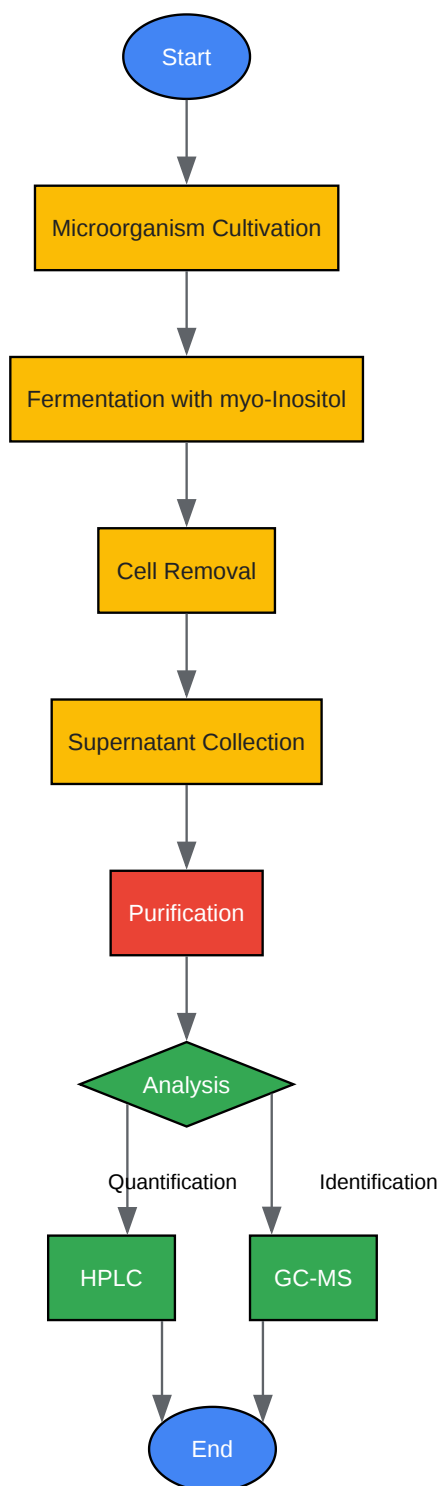 Start
Microorganism Cultivation
Fermentation with myo-Inositol
Cell Removal
Supernatant Collection
Purification
Analysis
Quantification
Identification
HPLC
GC-MS
End